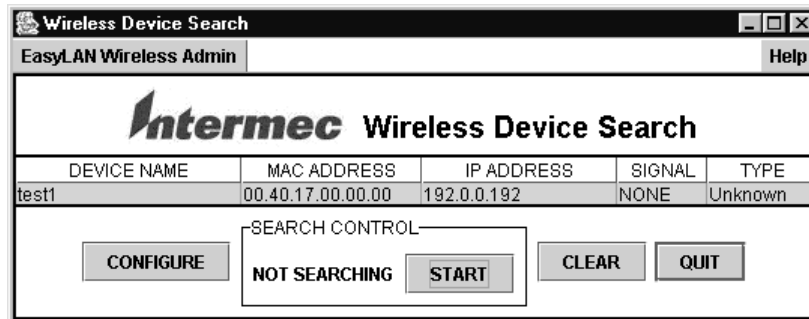 Wireless Device Search
EasyLAN Wireless Admin Help
Intermec Wireless Device Search
DEVICE NAME MAC ADDRESS IP ADDRESS SIGNAL TYPE
test1 00.40.17.00.00.00 192.0.0.192 NONE Unknown
SEARCH CONTROL
CONFIGURE NOT SEARCHING START CLEAR QUIT